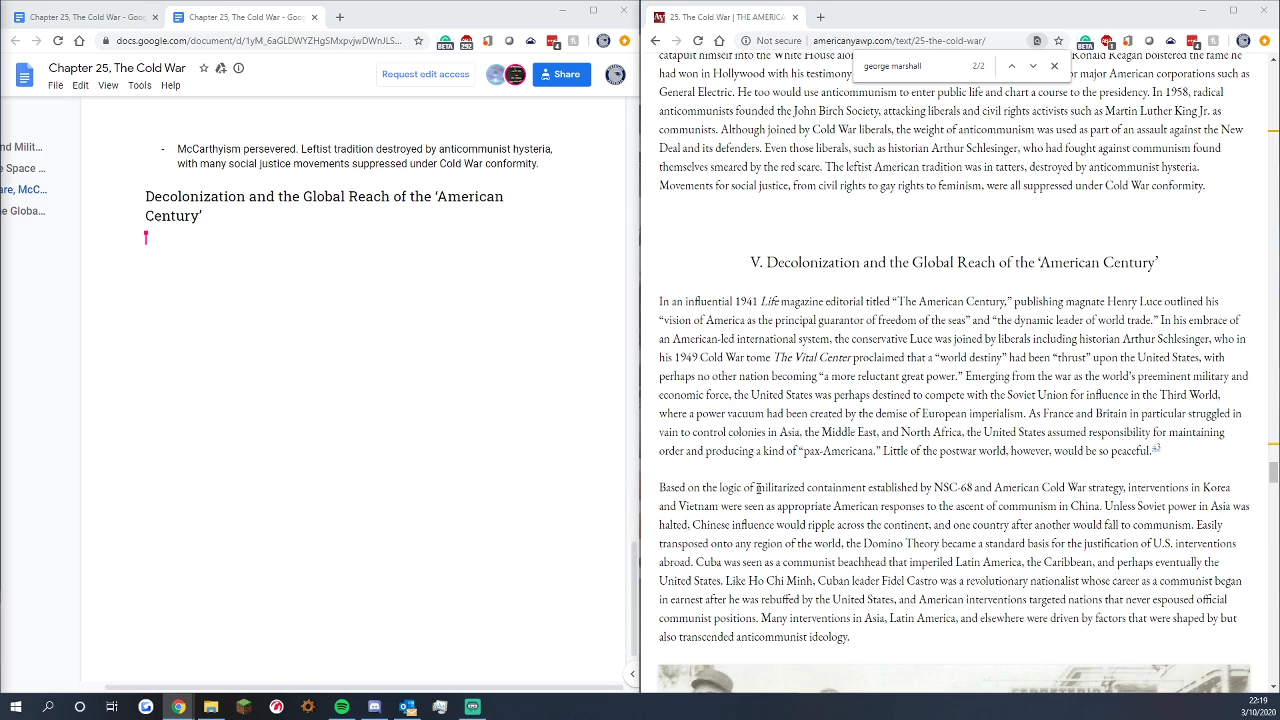 Chapter 25, The Cold War - Goog
Chapter 25, The Cold War - Goog
docs.google.com/document/d/1yM_6aGLDWYZHgSMxpvjwDWnJLS...
BETA
252
4
Chapter 25, The Cold War
File Edit View Tools Help
Request edit access
Share
nd Milit...
e Space ...
are, McC...
e Globa...
- McCarthyism persevered. Leftist tradition destroyed by anticommunist hysteria,
with many social justice movements suppressed under Cold War conformity.
Decolonization and the Global Reach of the ‘American
Century’
25. The Cold War | THE AMERICA
Not secure americanyawp.com/text/25-the-cold-war/
BETA
1
4
george marshall 2/2
catapult himself into the White House
Ronald Reagan bolstered the fame he
had won in Hollywood with his testimony
for major American corporations such as
General Electric. He too would use anticommunism to enter public life and chart a course to the presidency. In 1958, radical
anticommunists founded the John Birch Society, attacking liberals and civil rights activists such as Martin Luther King Jr. as
communists. Although joined by Cold War liberals, the weight of anticommunism was used as part of an assault against the New
Deal and its defenders. Even those liberals, such as historian Arthur Schlesinger, who had fought against communism found
themselves smeared by the red scare. The leftist American tradition was in tatters, destroyed by anticommunist hysteria.
Movements for social justice, from civil rights to gay rights to feminism, were all suppressed under Cold War conformity.
V. Decolonization and the Global Reach of the ‘American Century’
In an influential 1941 Life magazine editorial titled “The American Century,” publishing magnate Henry Luce outlined his
“vision of America as the principal guarantor of freedom of the seas” and “the dynamic leader of world trade.” In his embrace of
an American-led international system, the conservative Luce was joined by liberals including historian Arthur Schlesinger, who in
his 1949 Cold War tome The Vital Center proclaimed that a “world destiny” had been “thrust” upon the United States, with
perhaps no other nation becoming “a more reluctant great power.” Emerging from the war as the world’s preeminent military and
economic force, the United States was perhaps destined to compete with the Soviet Union for influence in the Third World,
where a power vacuum had been created by the demise of European imperialism. As France and Britain in particular struggled in
vain to control colonies in Asia, the Middle East, and North Africa, the United States assumed responsibility for maintaining
order and producing a kind of “pax-Americana.” Little of the postwar world, however, would be so peaceful.43
Based on the logic of militarized containment established by NSC-68 and American Cold War strategy, interventions in Korea
and Vietnam were seen as appropriate American responses to the ascent of communism in China. Unless Soviet power in Asia was
halted, Chinese influence would ripple across the continent, and one country after another would fall to communism. Easily
transposed onto any region of the world, the Domino Theory became a standard basis for the justification of U.S. interventions
abroad. Cuba was seen as a communist beachhead that imperiled Latin America, the Caribbean, and perhaps eventually the
United States. Like Ho Chi Minh, Cuban leader Fidel Castro was a revolutionary nationalist whose career as a communist began
in earnest after he was rebuffed by the United States, and American interventions targeted nations that never espoused official
communist positions. Many interventions in Asia, Latin America, and elsewhere were driven by factors that were shaped by but
also transcended anticommunist ideology.
22:19
3/10/2020